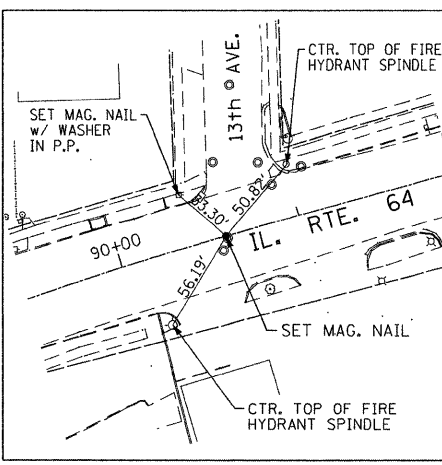 CTR. TOP OF FIRE
HYDRANT SPINDLE
13th AVE.
SET MAG. NAIL
w/ WASHER
IN P.P.
83.30'
50.82'
IL. RTE. 64
90+00
56.19'
SET MAG. NAIL
CTR. TOP OF FIRE
HYDRANT SPINDLE